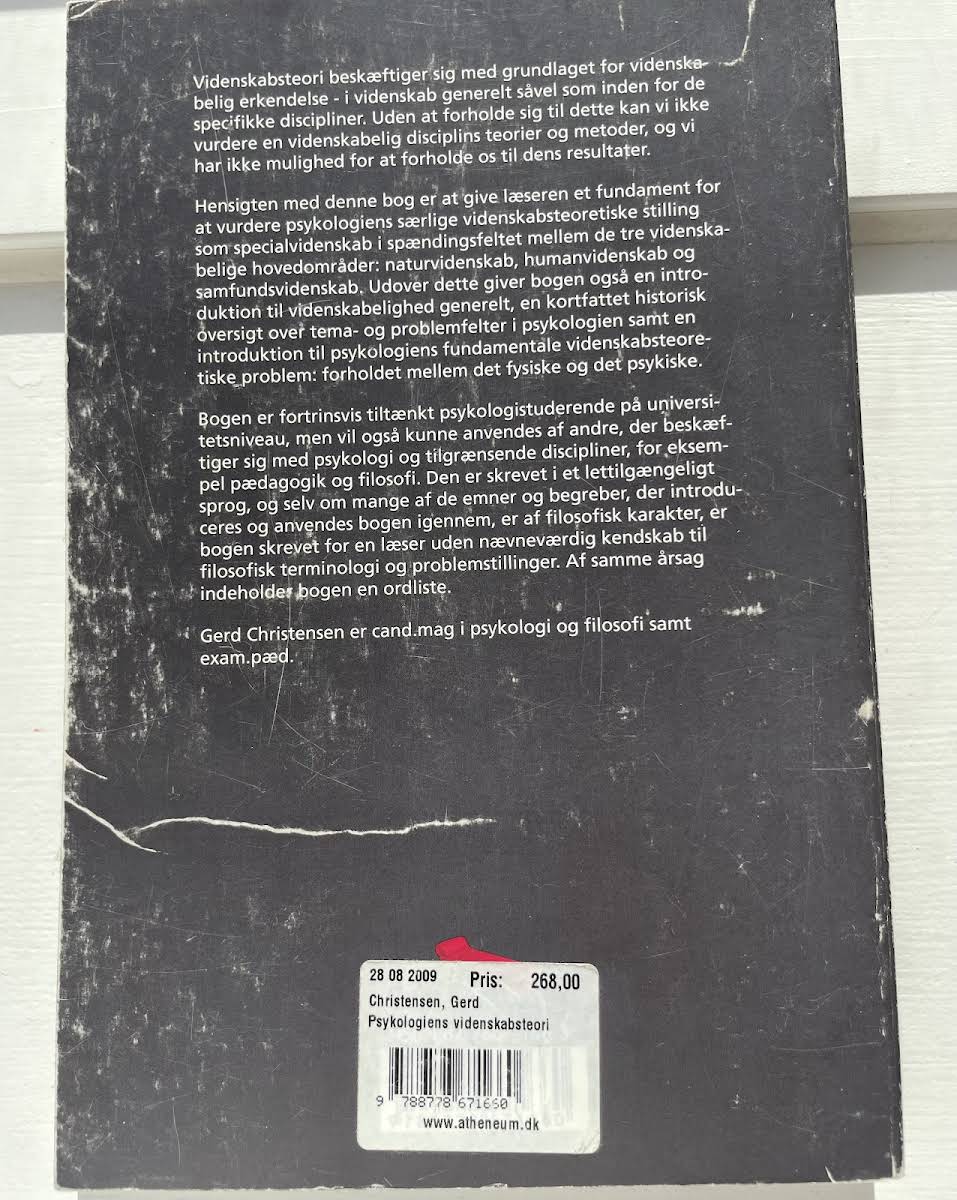 Videnskabsteori beskæftiger sig med grundlaget for videnska-
belig erkendelse - i videnskab generelt såvel som inden for de
specifikke discipliner. Uden at forholde sig til dette kan vi ikke
vurdere en videnskabelig disciplins teorier og metoder, og vi
har ikke mulighed for at forholde os til dens resultater.
Hensigten med denne bog er at give læseren et fundament for
at vurdere psykologiens særlige videnskabsteoretiske stilling
som specialvidenskab i spændingsfeltet mellem de tre videnska-
belige hovedområder: naturvidenskab, humanvidenskab og
samfundsvidenskab. Udover dette giver bogen også en intro-
duktion til videnskabelighed generelt, en kortfattet historisk
oversigt over tema- og problemfelter i psykologien samt en
introduktion til psykologiens fundamentale videnskabsteore-
tiske problem: forholdet mellem det fysiske og det psykiske.
Bogen er fortrinsvis tiltænkt psykologistuderende på universi-
tetsniveau, men vil også kunne anvendes af andre, der beskæf-
tiger sig med psykologi og tilgrænsende discipliner, for eksem-
pel pædagogik og filosofi. Den er skrevet i et lettilgængeligt
sprog, og selv om mange af de emner og begreber, der introdu-
ceres og anvendes bogen igennem, er af filosofisk karakter, er
bogen skrevet for en læser uden nævneværdig kendskab til
filosofisk terminologi og problemstillinger. Af samme årsag
indeholder bogen en ordliste.
Gerd Christensen er cand.mag i psykologi og filosofi samt
exam.pæd.
28 08 2009 Pris: 268,00
Christensen, Gerd
Psykologiens videnskabsteori
9 788778 671660
www.atheneum.dk